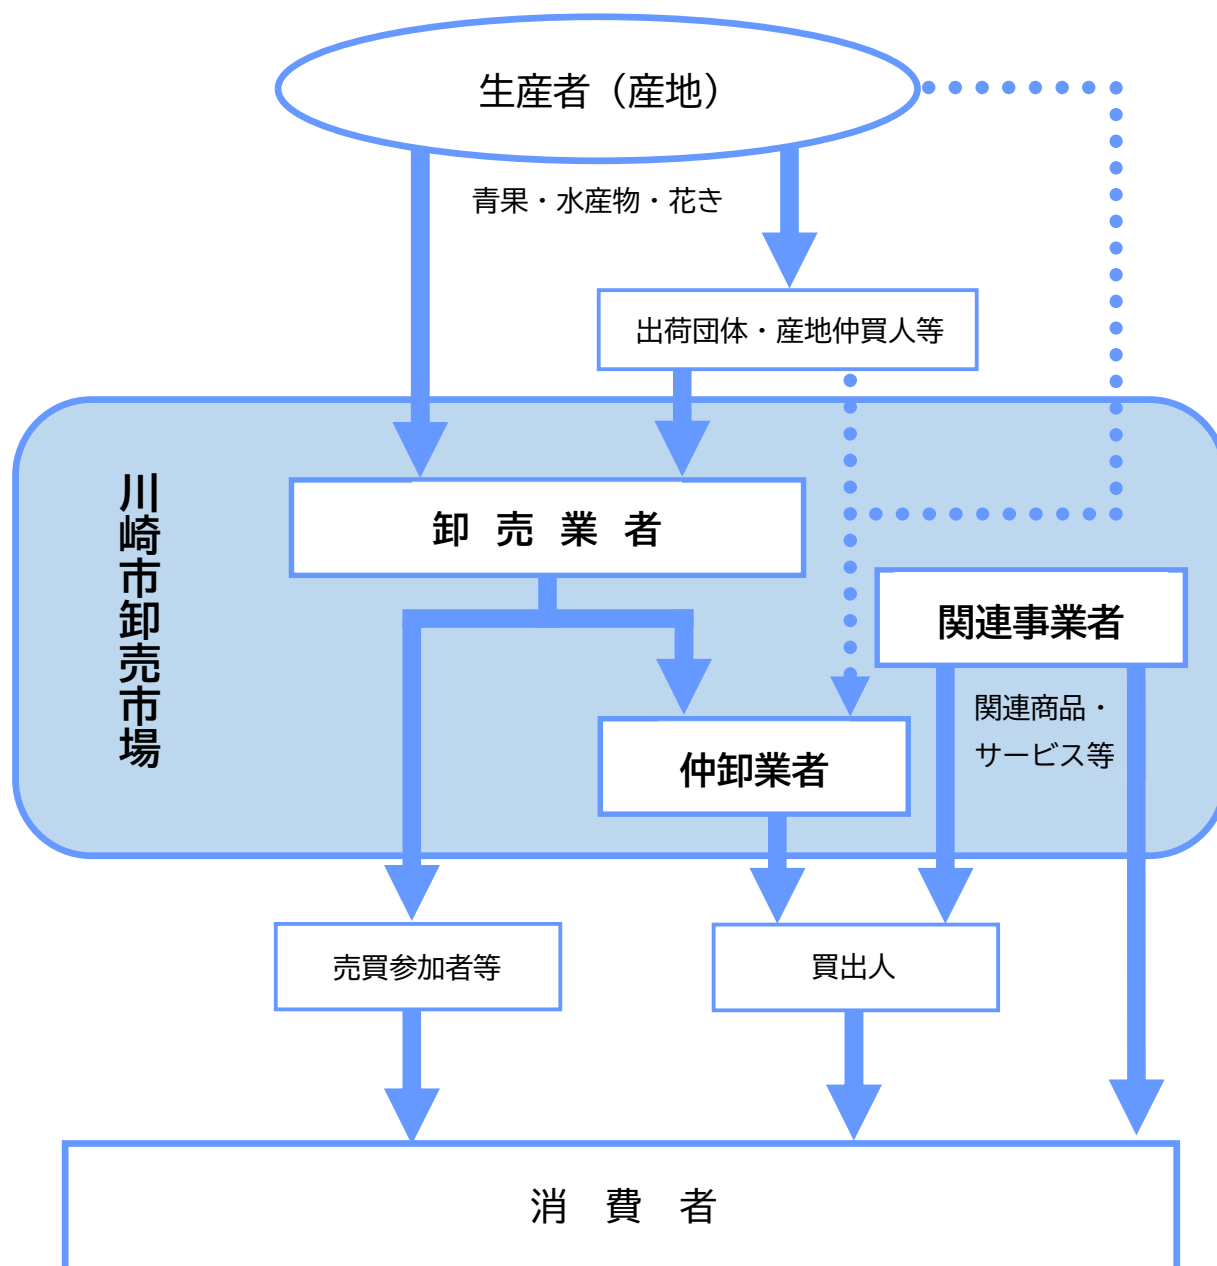 生産者（産地）
青果・水産物・花き
出荷団体・産地仲買人等
川崎市卸売市場
卸売業者
関連事業者
関連商品・
サービス等
仲卸業者
売買参加者等
買出人
消費者